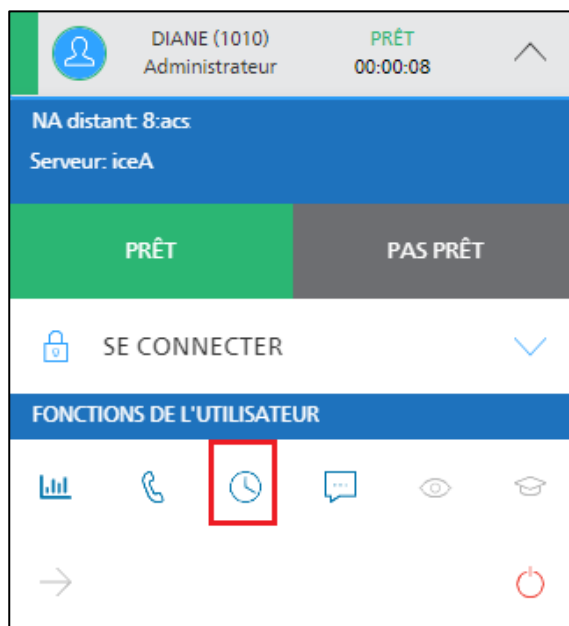 DIANE (1010)
Administrateur
PRÊT
00:00:08
NA distant: 8:acs
Serveur: iceA
PRÊT
PAS PRÊT
SE CONNECTER
FONCTIONS DE L'UTILISATEUR